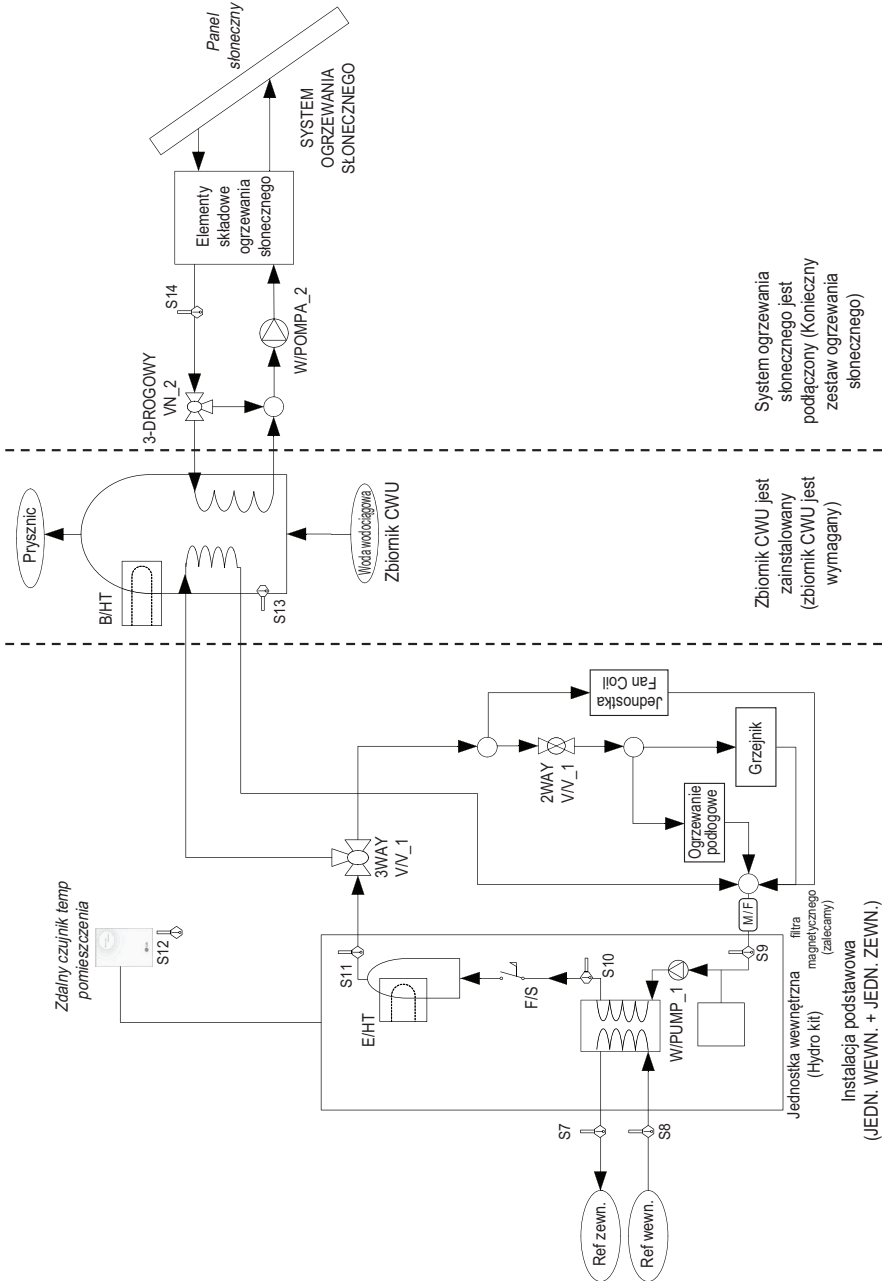 Panel
słoneczny
SYSTEM
OGRZEWANIA
SŁONECZNEGO
Elementy
składowe
ogrzewania
słonecznego
S14
W/POMPA_2
3-DROGOWY
VN_2
System ogrzewania
słonecznego jest
podłączony (Konieczny
zestaw ogrzewania
słonecznego)
Prysznic
B/HT
S13
Woda wodociągowa
Zbiornik CWU
Zbiornik CWU jest
zainstalowany
(zbiornik CWU jest
wymagany)
Zdalny czujnik temp
pomieszczenia
S12
3WAY
V/V_1
2WAY
V/V_1
Jednostka
Fan Coil
Grzejnik
Ogrzewanie
podłogowe
M/F
filtra
magnetycznego
(zalecamy)
S11
E/HT
F/S
S10
S9
W/PUMP_1
S7
S8
Ref zewn.
Ref wewn.
Jednostka wewnętrzna
(Hydro kit)
Instalacja podstawowa
(JEDN. WEWN. + JEDN. ZEWN.)